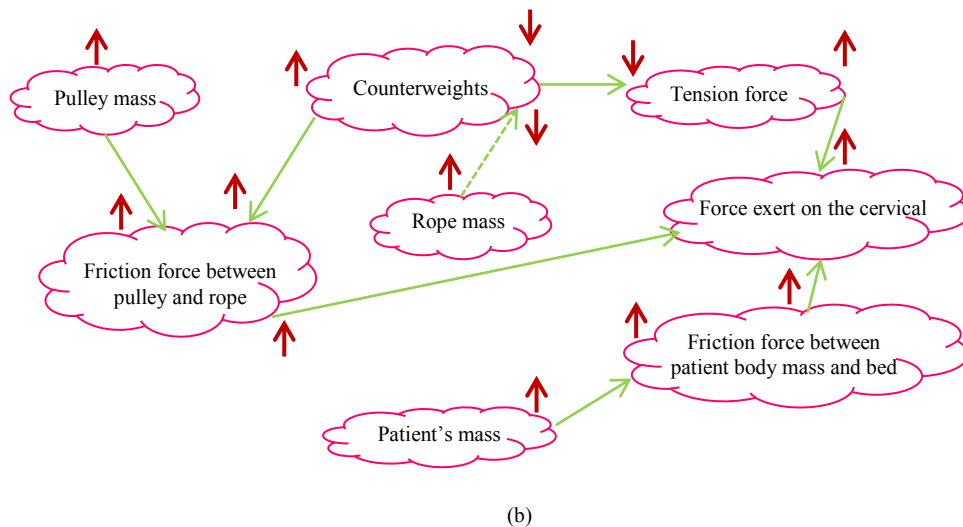 Pulley mass
Counterweights
Tension force
Rope mass
Force exert on the cervical
Friction force between
pulley and rope
Friction force between
patient body mass and bed
Patient’s mass
(b)